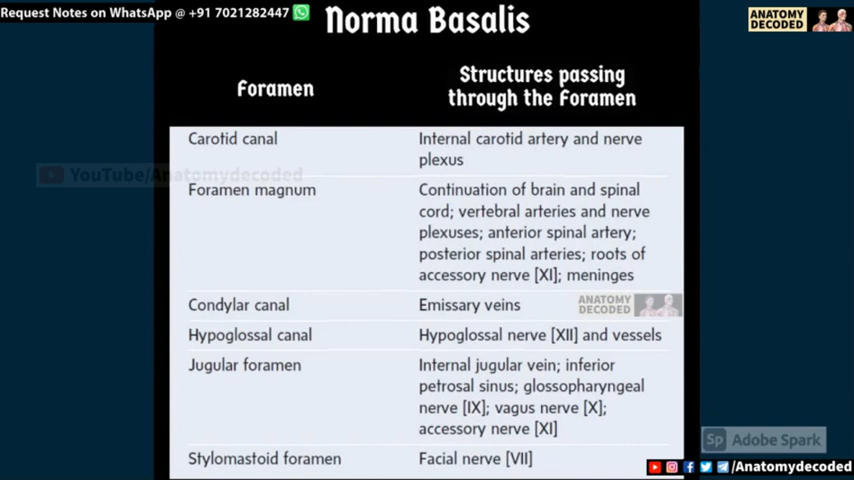 Request Notes on WhatsApp @ +91 7021282447
Norma Basalis
ANATOMY
DECODED
Foramen
Structures passing
through the Foramen
Carotid canal
Internal carotid artery and nerve
plexus
YouTube/Anatomydecoded
Foramen magnum
Continuation of brain and spinal
cord; vertebral arteries and nerve
plexuses; anterior spinal artery;
posterior spinal arteries; roots of
accessory nerve [XI]; meninges
Condylar canal
Emissary veins
ANATOMY
DECODED
Hypoglossal canal
Hypoglossal nerve [XII] and vessels
Jugular foramen
Internal jugular vein; inferior
petrosal sinus; glossopharyngeal
nerve [IX]; vagus nerve [X];
accessory nerve [XI]
Sp Adobe Spark
Stylomastoid foramen
Facial nerve [VII]
/Anatomydecoded